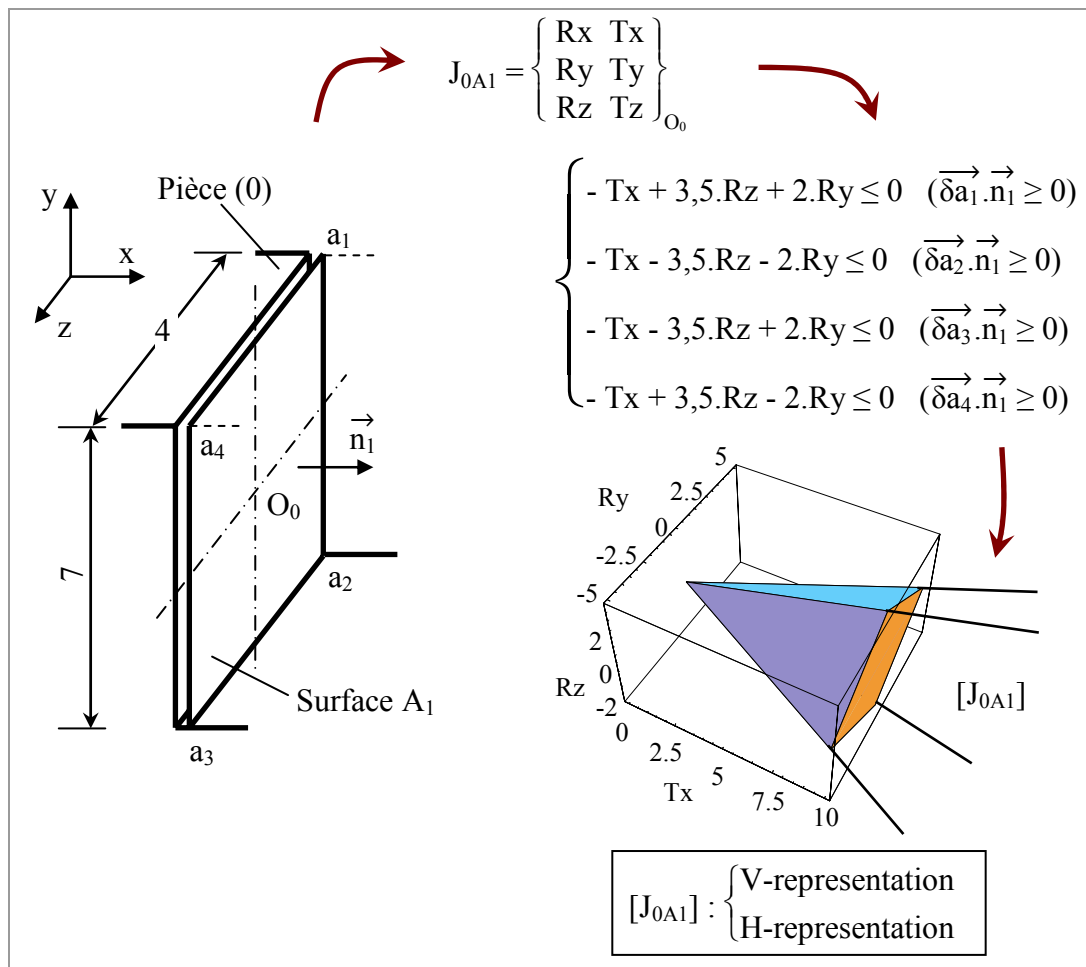 J0A1 = { Rx Tx
Ry Ty
Rz Tz }O0
Pièce (0)
y
x
z
a1
4
a4
n1
O0
7
a2
Surface A1
a3
- Tx + 3,5.Rz + 2.Ry ≤ 0 (δa1.n1 ≥ 0)
- Tx - 3,5.Rz - 2.Ry ≤ 0 (δa2.n1 ≥ 0)
- Tx - 3,5.Rz + 2.Ry ≤ 0 (δa3.n1 ≥ 0)
- Tx + 3,5.Rz - 2.Ry ≤ 0 (δa4.n1 ≥ 0)
5
2.5
Ry
0
-2.5
-5
2
0
Rz
-2
0
2.5
5
Tx
7.5
10
[J0A1]
[J0A1] : { V-representation
H-representation